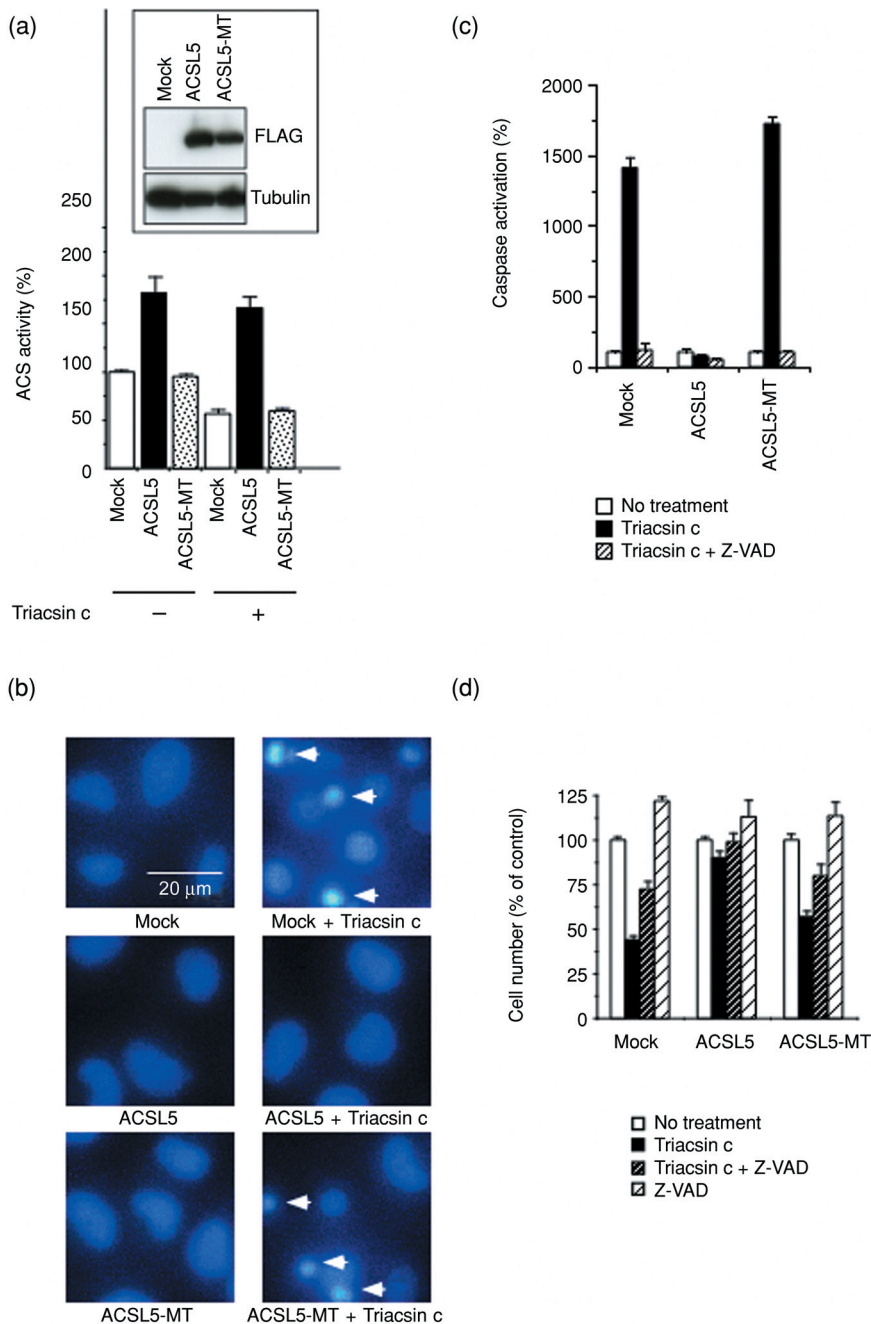 (a)
Mock
ACSL5
ACSL5-MT
FLAG
Tubulin
ACS activity (%)
250
200
150
100
50
0
Mock
ACSL5
ACSL5-MT
Mock
ACSL5
ACSL5-MT
Triacsin c
–
+
(c)
Caspase activation (%)
2000
1500
1000
500
0
Mock
ACSL5
ACSL5-MT
No treatment
Triacsin c
Triacsin c + Z-VAD
(b)
20 μm
Mock
Mock + Triacsin c
ACSL5
ACSL5 + Triacsin c
ACSL5-MT
ACSL5-MT + Triacsin c
(d)
Cell number (% of control)
125
100
75
50
25
0
Mock
ACSL5
ACSL5-MT
No treatment
Triacsin c
Triacsin c + Z-VAD
Z-VAD